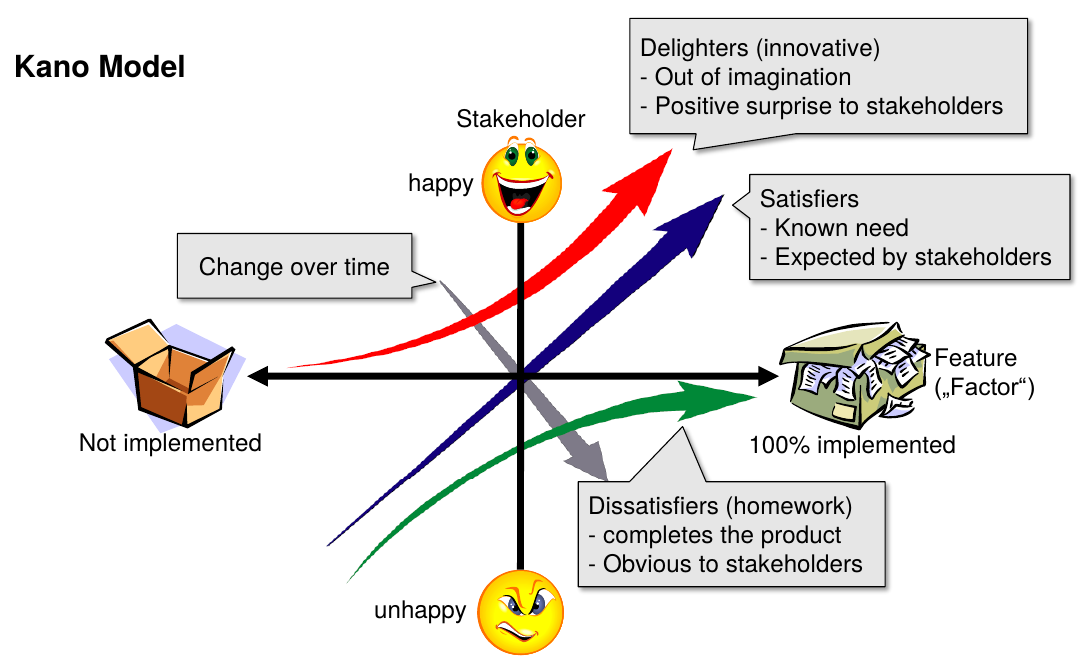 Kano Model
Delighters (innovative)
- Out of imagination
- Positive surprise to stakeholders
Stakeholder
happy
Satisfiers
- Known need
- Expected by stakeholders
Change over time
Feature
(„Factor“)
Not implemented
100% implemented
Dissatisfiers (homework)
- completes the product
- Obvious to stakeholders
unhappy